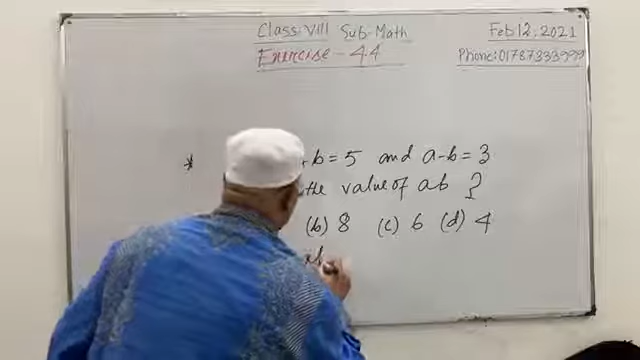 Class VIII Sub-Math
Feb 12, 2021
Exercise - 4.4
Phone: 01787333999
* + b = 5 and a-b = 3
the value of ab ?
(b) 8 (c) 6 (d) 4
ab